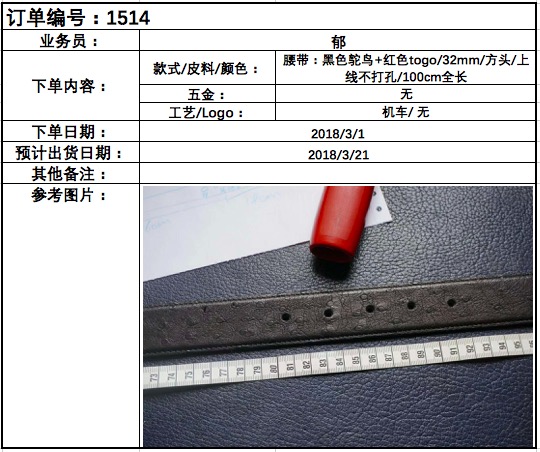 订单编号：1514
业务员：
郁
下单内容：
款式/皮料/颜色：
腰带：黑色鸵鸟+红色togo/32mm/方头/上
线不打孔/100cm全长
五金：
无
工艺/Logo：
机车/ 无
下单日期：
2018/3/1
预计出货日期：
2018/3/21
其他备注：
参考图片：
73 74 75 76 77 78 79 80 81 82 83 84 85 86 87 88 89 90 91 92 93 94 95